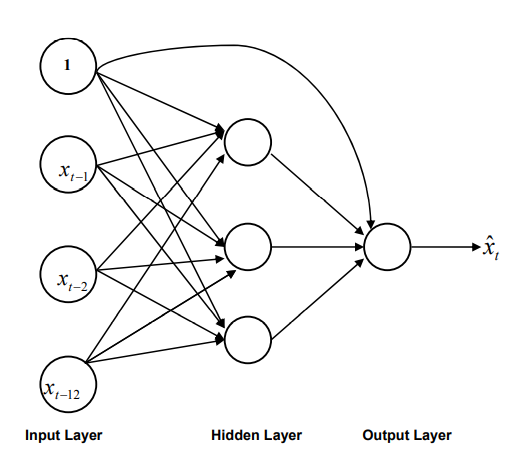 1
x_{t-1}
x_{t-2}
x_{t-12}
x̂_t
Input Layer Hidden Layer Output Layer